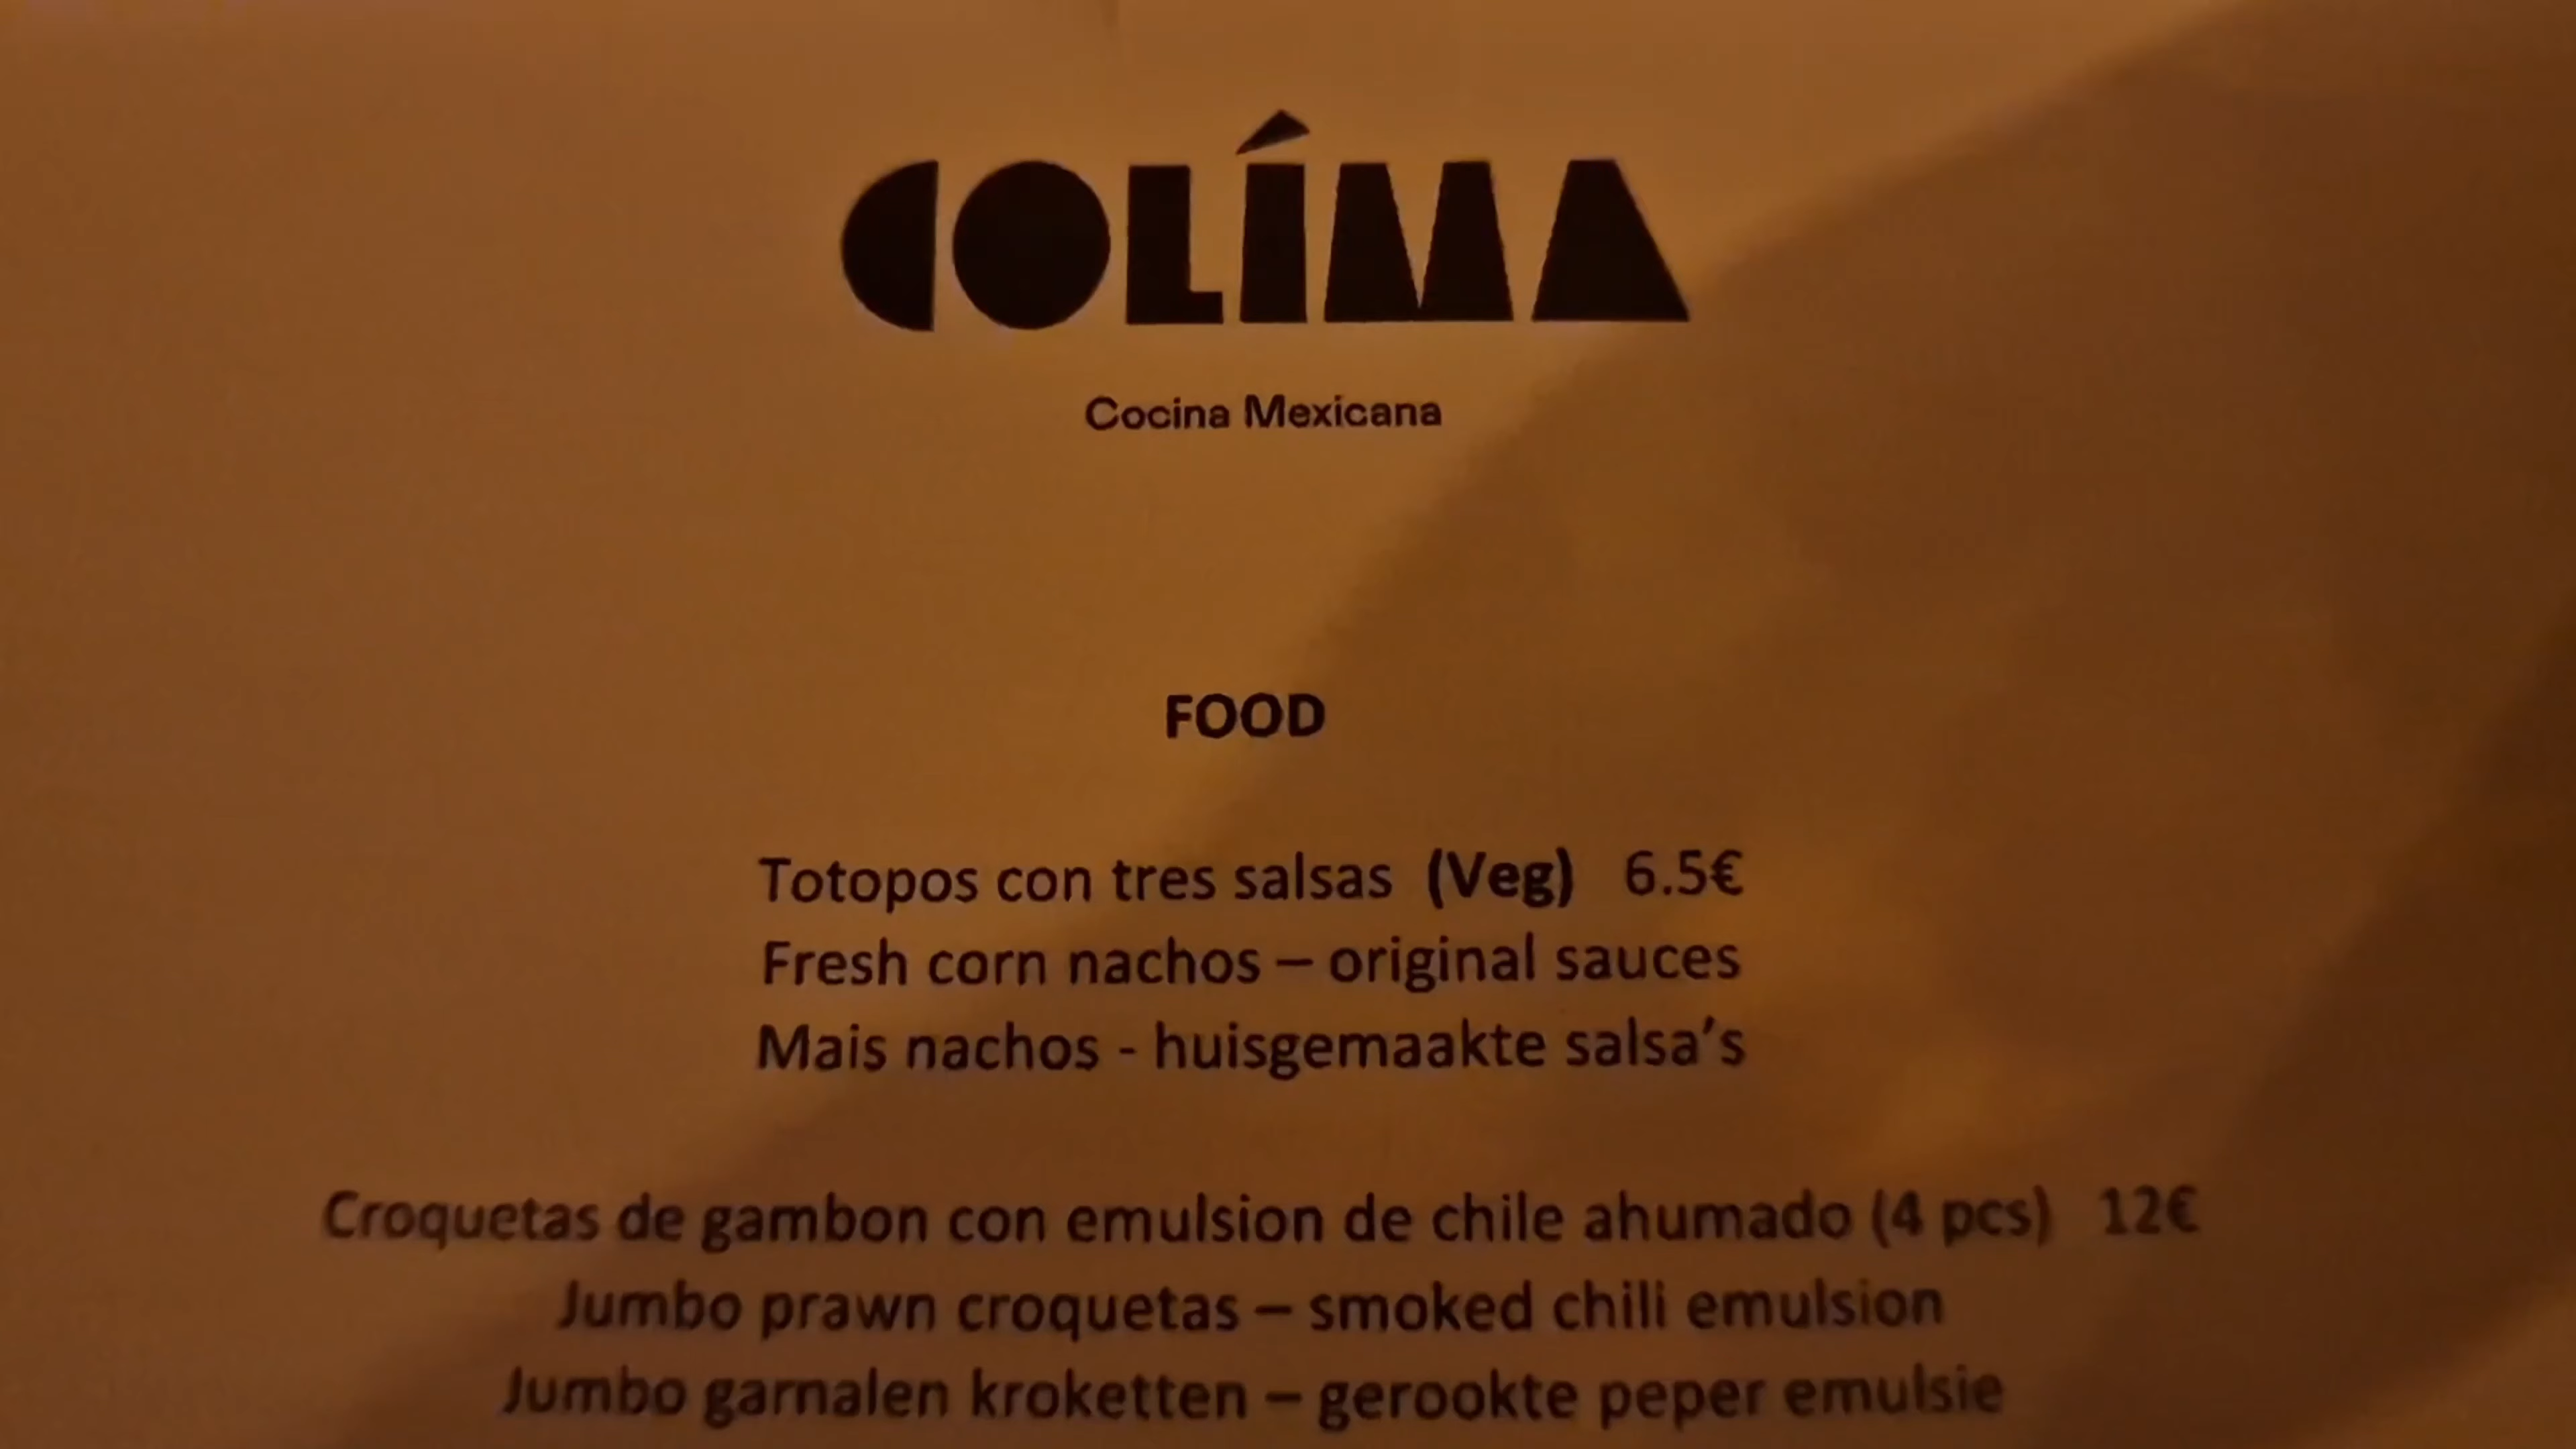 COLÍMA
Cocina Mexicana
FOOD
Totopos con tres salsas (Veg) 6.5€
Fresh corn nachos – original sauces
Mais nachos - huisgemaakte salsa's
Croquetas de gambon con emulsion de chile ahumado (4 pcs) 12€
Jumbo prawn croquetas – smoked chili emulsion
Jumbo garnalen kroketten – gerookte peper emulsie